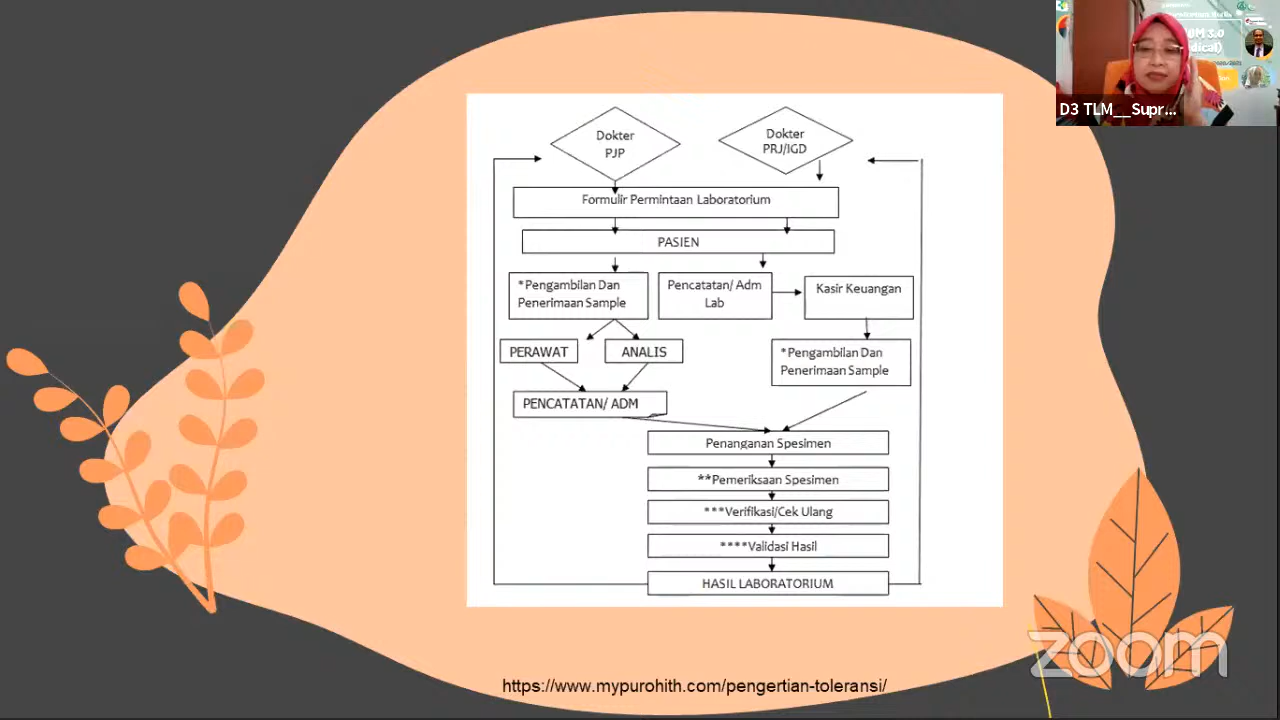 D3 TLM__Supr...
Dokter
PJP
Dokter
PRJ/IGD
Formulir Permintaan Laboratorium
PASIEN
*Pengambilan Dan
Penerimaan Sample
Pencatatan/ Adm
Lab
Kasir Keuangan
PERAWAT
ANALIS
*Pengambilan Dan
Penerimaan Sample
PENCATATAN/ ADM
Penanganan Spesimen
**Pemeriksaan Spesimen
***Verifikasi/Cek Ulang
****Validasi Hasil
HASIL LABORATORIUM
zoom
https://www.mypurohith.com/pengertian-toleransi/